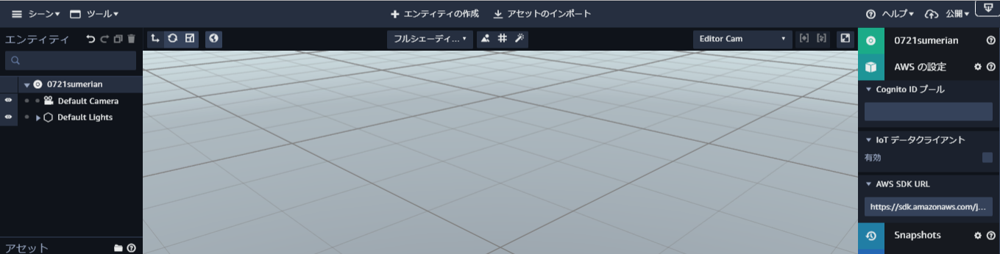 シーン▾ ツール▾ エンティティの作成 アセットのインポート ヘルプ▾ 公開▾
エンティティ
フルシェーディ... Editor Cam
0721sumerian
Default Camera
Default Lights
アセット
0721sumerian
AWS の設定
Cognito ID プール
IoT データクライアント
有効
AWS SDK URL
https://sdk.amazonaws.com/j...
Snapshots